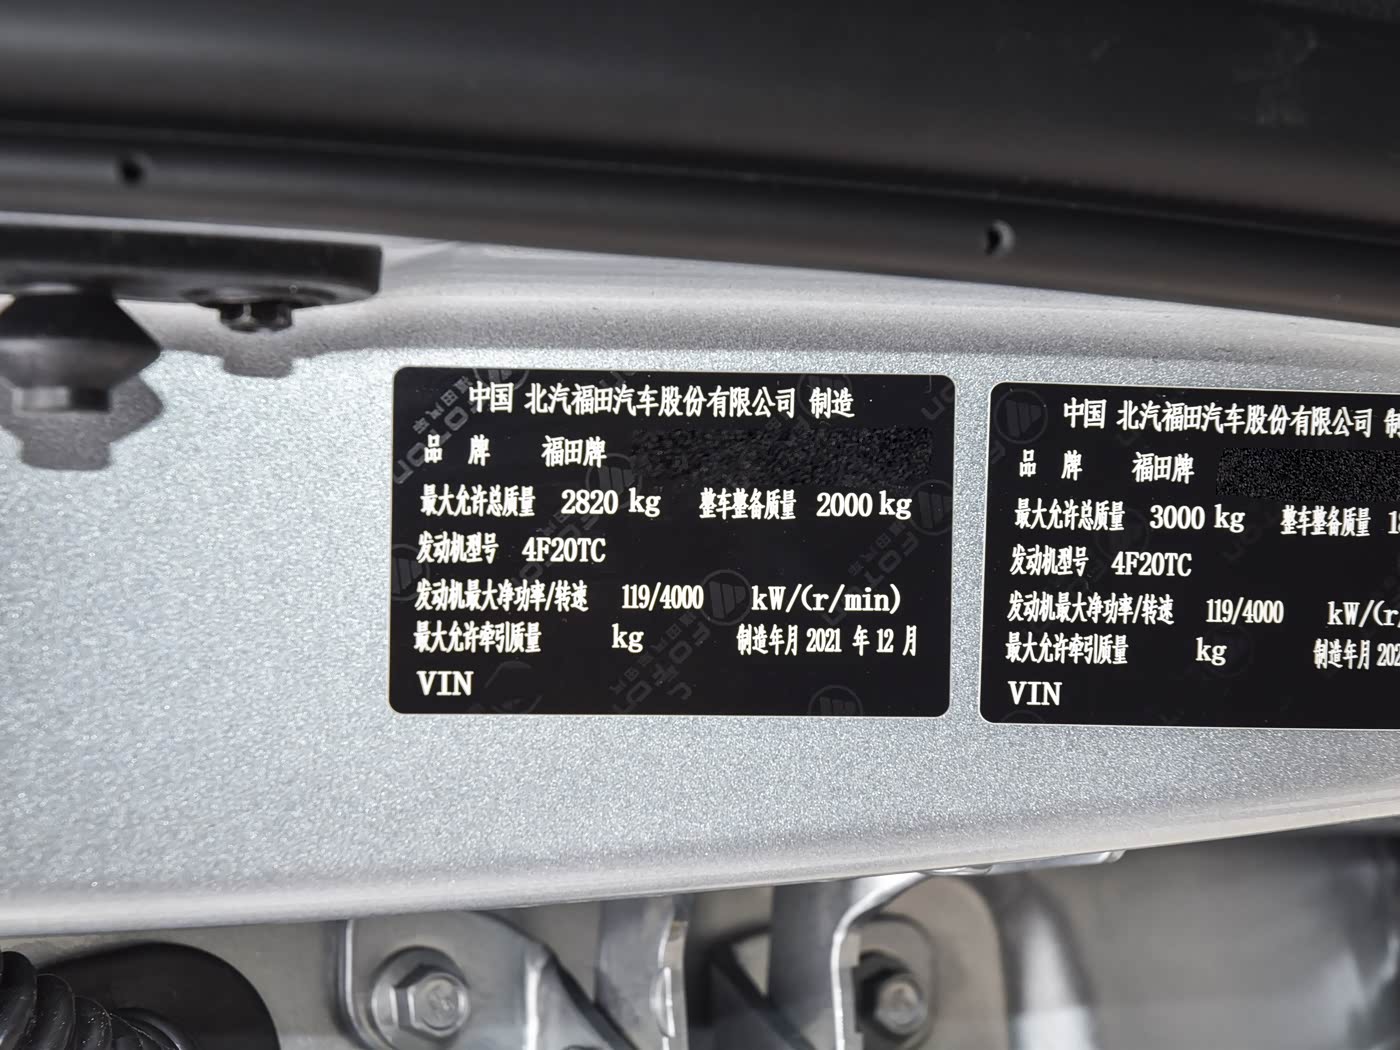 中国 北汽福田汽车股份有限公司 制造
品 牌 福田牌
最大允许总质量 2820 kg 整车整备质量 2000 kg
发动机型号 4F20TC
发动机最大净功率/转速 119/4000 kW/(r/min)
最大允许牵引质量 kg 制造年月 2021 年 12 月
VIN
中国 北汽福田汽车股份有限公司
品 牌 福田牌
最大允许总质量 3000 kg 整车整备质量
发动机型号 4F20TC
发动机最大净功率/转速 119/4000 kW/(r/
最大允许牵引质量 kg 制造年月 202
VIN